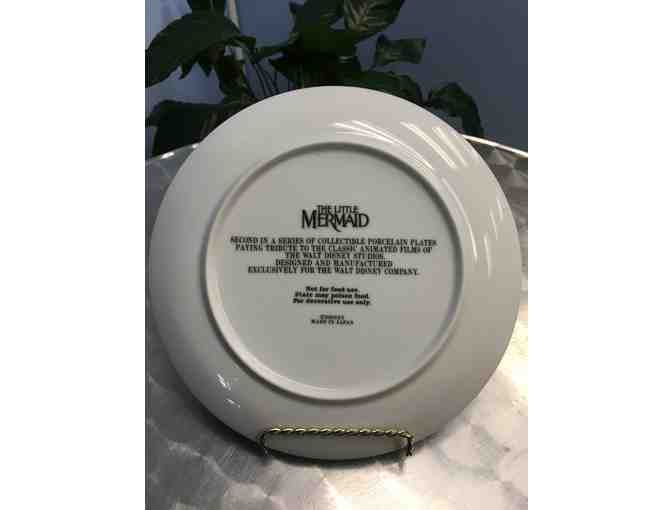 THE LITTLE
MERMAID
SECOND IN A SERIES OF COLLECTIBLE PORCELAIN PLATES
PAYING TRIBUTE TO THE CLASSIC ANIMATED FILMS OF
THE WALT DISNEY STUDIOS.
DESIGNED AND MANUFACTURED
EXCLUSIVELY FOR THE WALT DISNEY COMPANY.
Not for food use.
Plate may poison food.
For decorative use only.
©DISNEY
MADE IN JAPAN